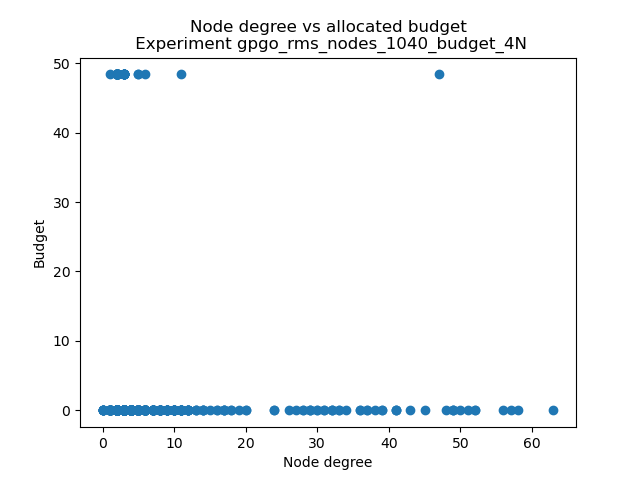 Node degree vs allocated budget
Experiment gpgo_rms_nodes_1040_budget_4N
50
40
30
20
10
0
Budget
0 10 20 30 40 50 60
Node degree